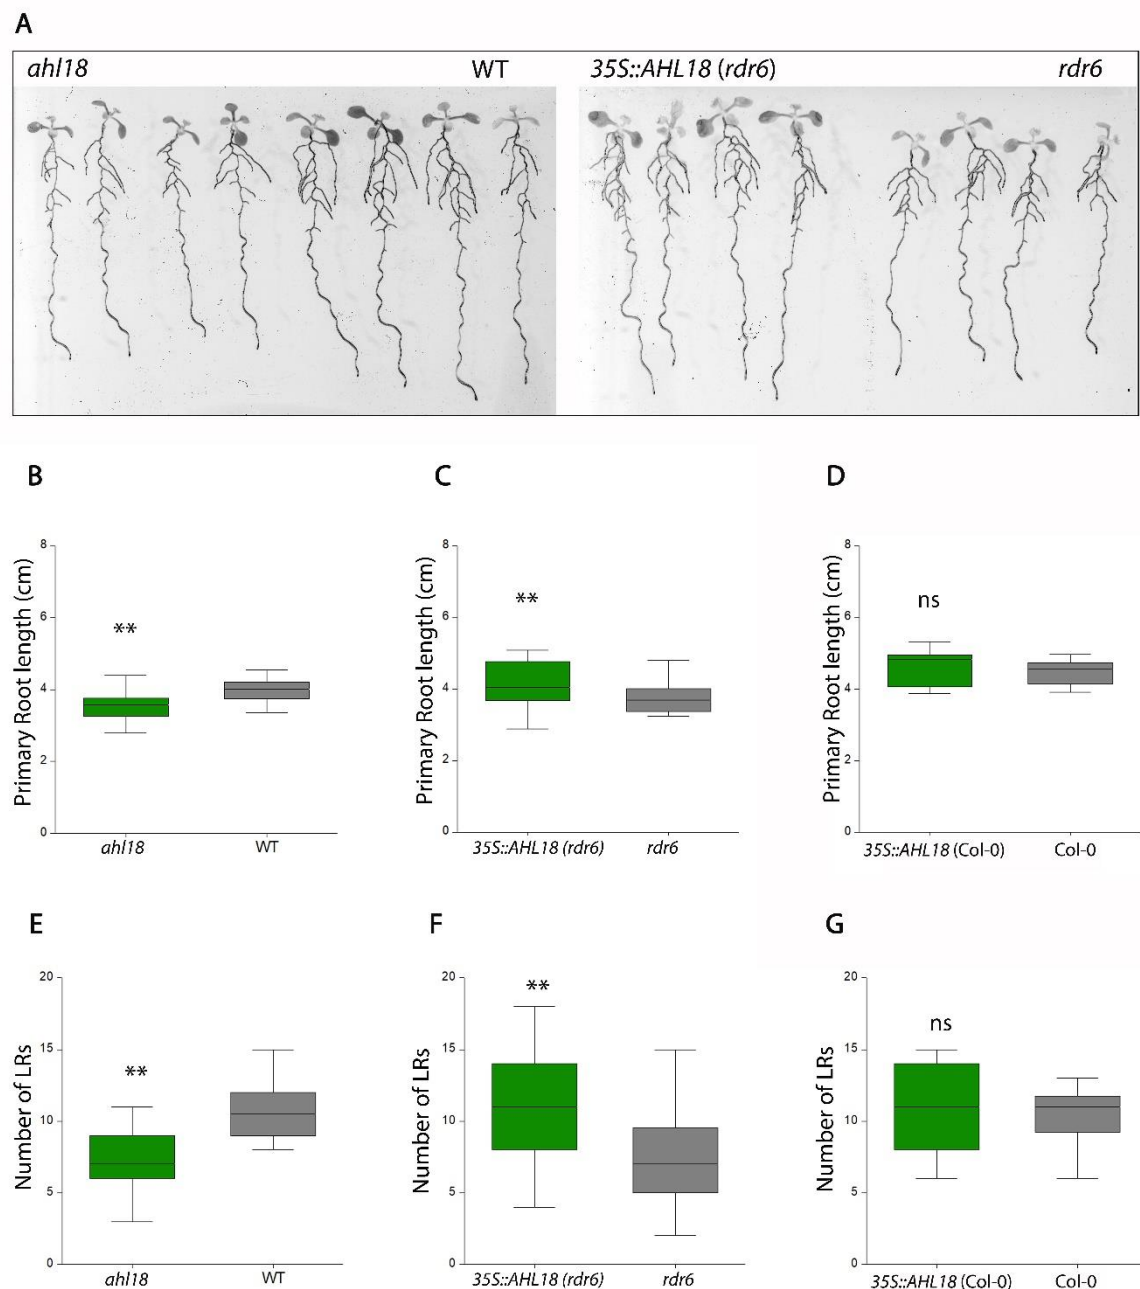 A
ahl18 WT 35S::AHL18 (rdr6) rdr6
B C D
Primary Root length (cm)
8
6
4
2
0
**
ahl18 WT
Primary Root length (cm)
8
6
4
2
0
**
35S::AHL18 (rdr6) rdr6
Primary Root length (cm)
8
6
4
2
0
ns
35S::AHL18 (Col-0) Col-0
E F G
Number of LRs
20
15
10
5
0
**
ahl18 WT
Number of LRs
20
15
10
5
0
**
35S::AHL18 (rdr6) rdr6
Number of LRs
20
15
10
5
0
ns
35S::AHL18 (Col-0) Col-0